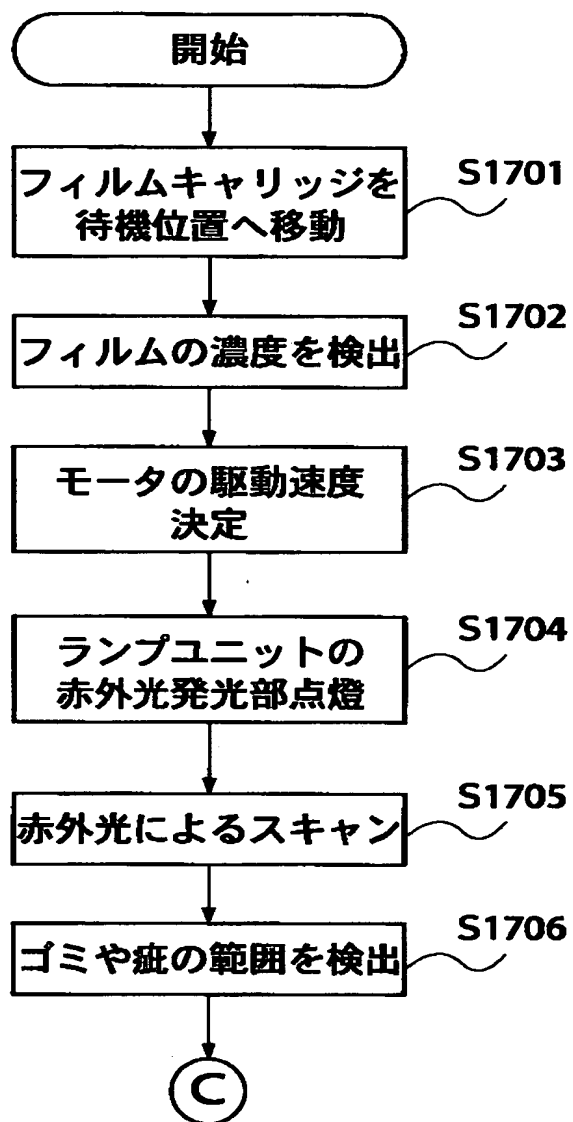 開始
フィルムキャリッジを
待機位置へ移動
S1701
フィルムの濃度を検出
S1702
モータの駆動速度
決定
S1703
ランプユニットの
赤外光発光部点燈
S1704
赤外光によるスキャン
S1705
ゴミや疵の範囲を検出
S1706
C